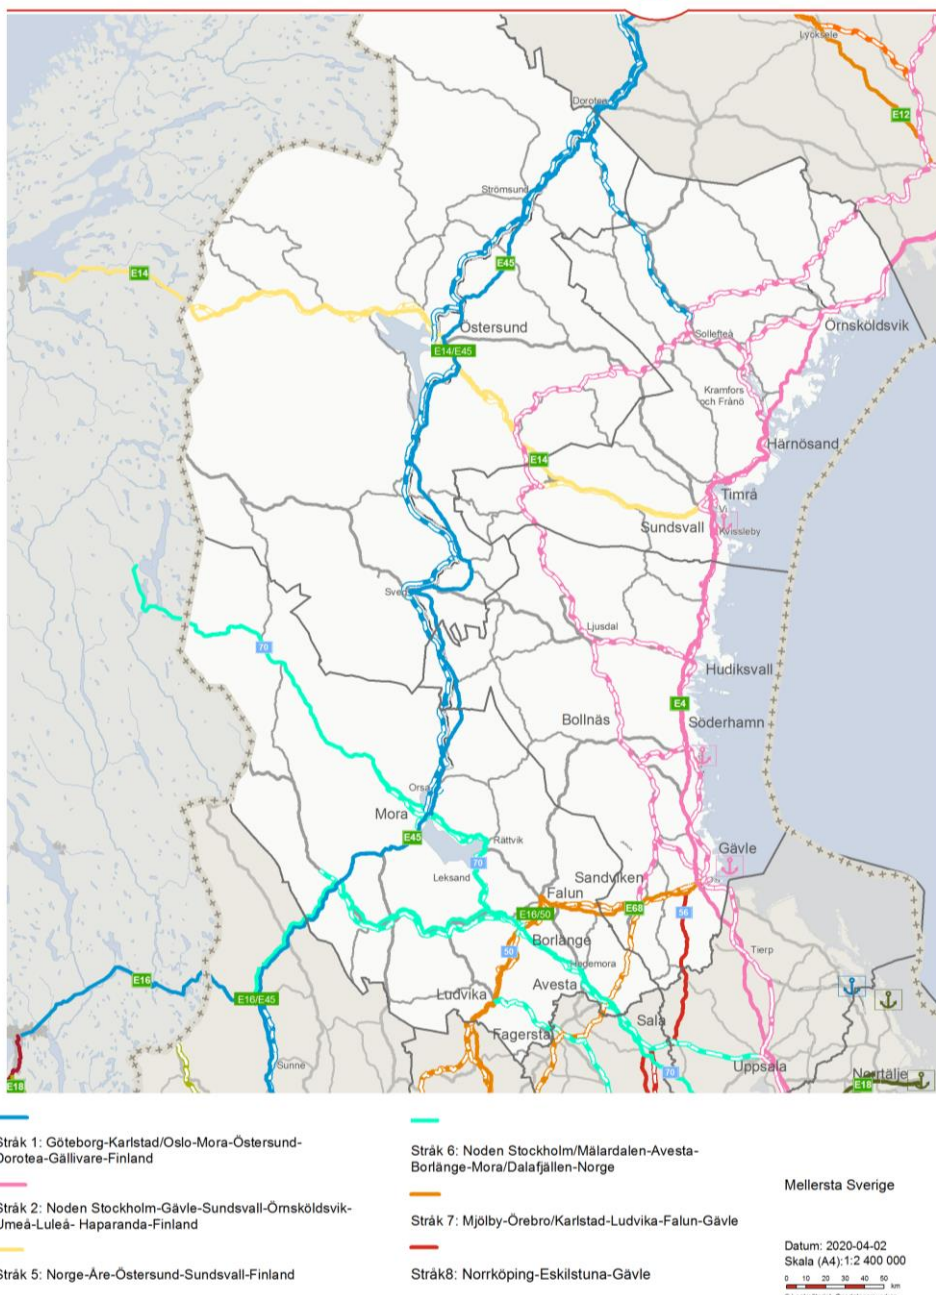 Lycksele
E12
Dorotea
Strömsund
E45
E14
Östersund
E14/E45
Sollefteå
Örnsköldsvik
Kramfors
och Frånö
Härnösand
E14
Timrå
Vi
Sundsvall
Kvissleby
Sveg
Ljusdal
70
Hudiksvall
E4
Bollnäs
Söderhamn
Orsa
Mora
E45
Rättvik
70
Leksand
Gävle
Sandviken
Falun
E16/50
E68
56
Borlänge
50
Hedemora
Tierp
E16
Avesta
Ludvika
E16/E45
Fagersta
Sala
Sunne
Uppsala
70
Norrtälje
E18
E18
Stråk 1: Göteborg-Karlstad/Oslo-Mora-Östersund-
Dorotea-Gällivare-Finland
Stråk 2: Noden Stockholm-Gävle-Sundsvall-Örnsköldsvik-
Umeå-Luleå- Haparanda-Finland
Stråk 5: Norge-Åre-Östersund-Sundsvall-Finland
Stråk 6: Noden Stockholm/Mälardalen-Avesta-
Borlänge-Mora/Dalafjällen-Norge
Stråk 7: Mjölby-Örebro/Karlstad-Ludvika-Falun-Gävle
Stråk8: Norrköping-Eskilstuna-Gävle
Mellersta Sverige
Datum: 2020-04-02
Skala (A4):1:2 400 000
0 10 20 30 40 50
km